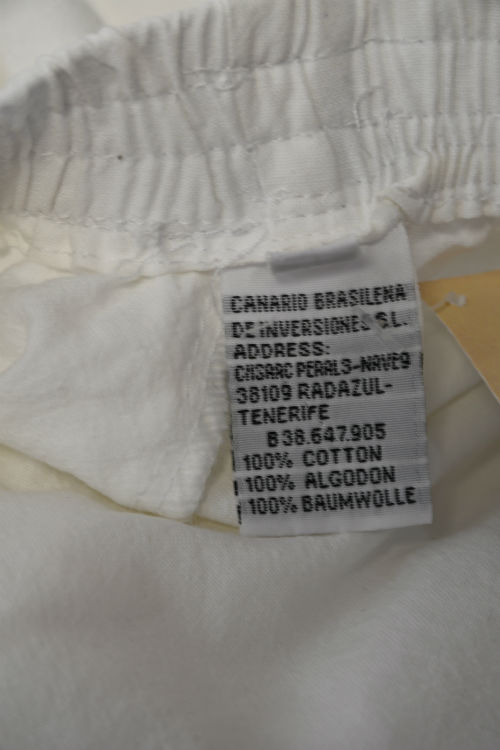 CANARIO BRASILENA
DE INVERSIONES S.L.
ADDRESS:
PERAL3-NAVE9
38109 RADAZUL-
TENERIFE
B38.647.905
100% COTTON
100% ALGODON
100% BAUMWOLLE